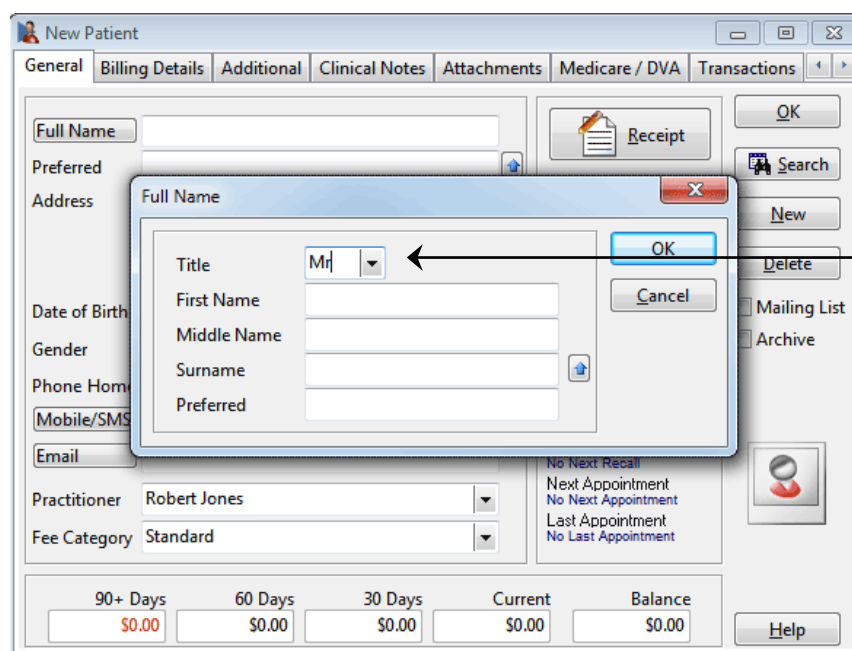 New Patient
General Billing Details Additional Clinical Notes Attachments Medicare / DVA Transactions
Full Name
Preferred
Address
Date of Birth
Gender
Phone Home
Mobile/SMS
Email
Practitioner Robert Jones
Fee Category Standard
Receipt
No Next Recall
Next Appointment
No Next Appointment
Last Appointment
No Last Appointment
OK
Search
New
Delete
Mailing List
Archive
Full Name
Title Mr
First Name
Middle Name
Surname
Preferred
OK
Cancel
90+ Days 60 Days 30 Days Current Balance
$0.00 $0.00 $0.00 $0.00 $0.00
Help